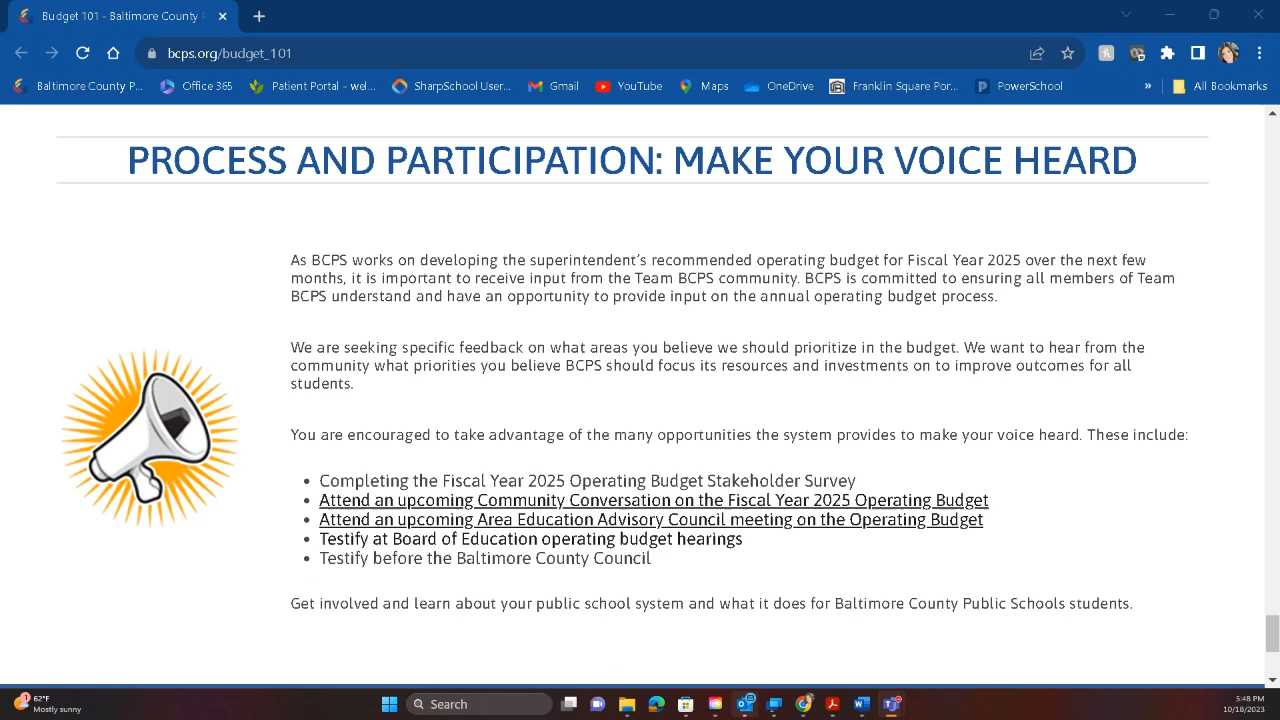 Budget 101 - Baltimore County
bcps.org/budget_101
Baltimore County P...
Office 365
Patient Portal - wel...
SharpSchool User...
Gmail
YouTube
Maps
OneDrive
Franklin Square Por...
PowerSchool
»
All Bookmarks
PROCESS AND PARTICIPATION: MAKE YOUR VOICE HEARD
As BCPS works on developing the superintendent's recommended operating budget for Fiscal Year 2025 over the next few
months, it is important to receive input from the Team BCPS community. BCPS is committed to ensuring all members of Team
BCPS understand and have an opportunity to provide input on the annual operating budget process.
We are seeking specific feedback on what areas you believe we should prioritize in the budget. We want to hear from the
community what priorities you believe BCPS should focus its resources and investments on to improve outcomes for all
students.
You are encouraged to take advantage of the many opportunities the system provides to make your voice heard. These include:
• Completing the Fiscal Year 2025 Operating Budget Stakeholder Survey
• Attend an upcoming Community Conversation on the Fiscal Year 2025 Operating Budget
• Attend an upcoming Area Education Advisory Council meeting on the Operating Budget
• Testify at Board of Education operating budget hearings
• Testify before the Baltimore County Council
Get involved and learn about your public school system and what it does for Baltimore County Public Schools students.
1
62°F
Mostly sunny
Search
5:48 PM
10/18/2023